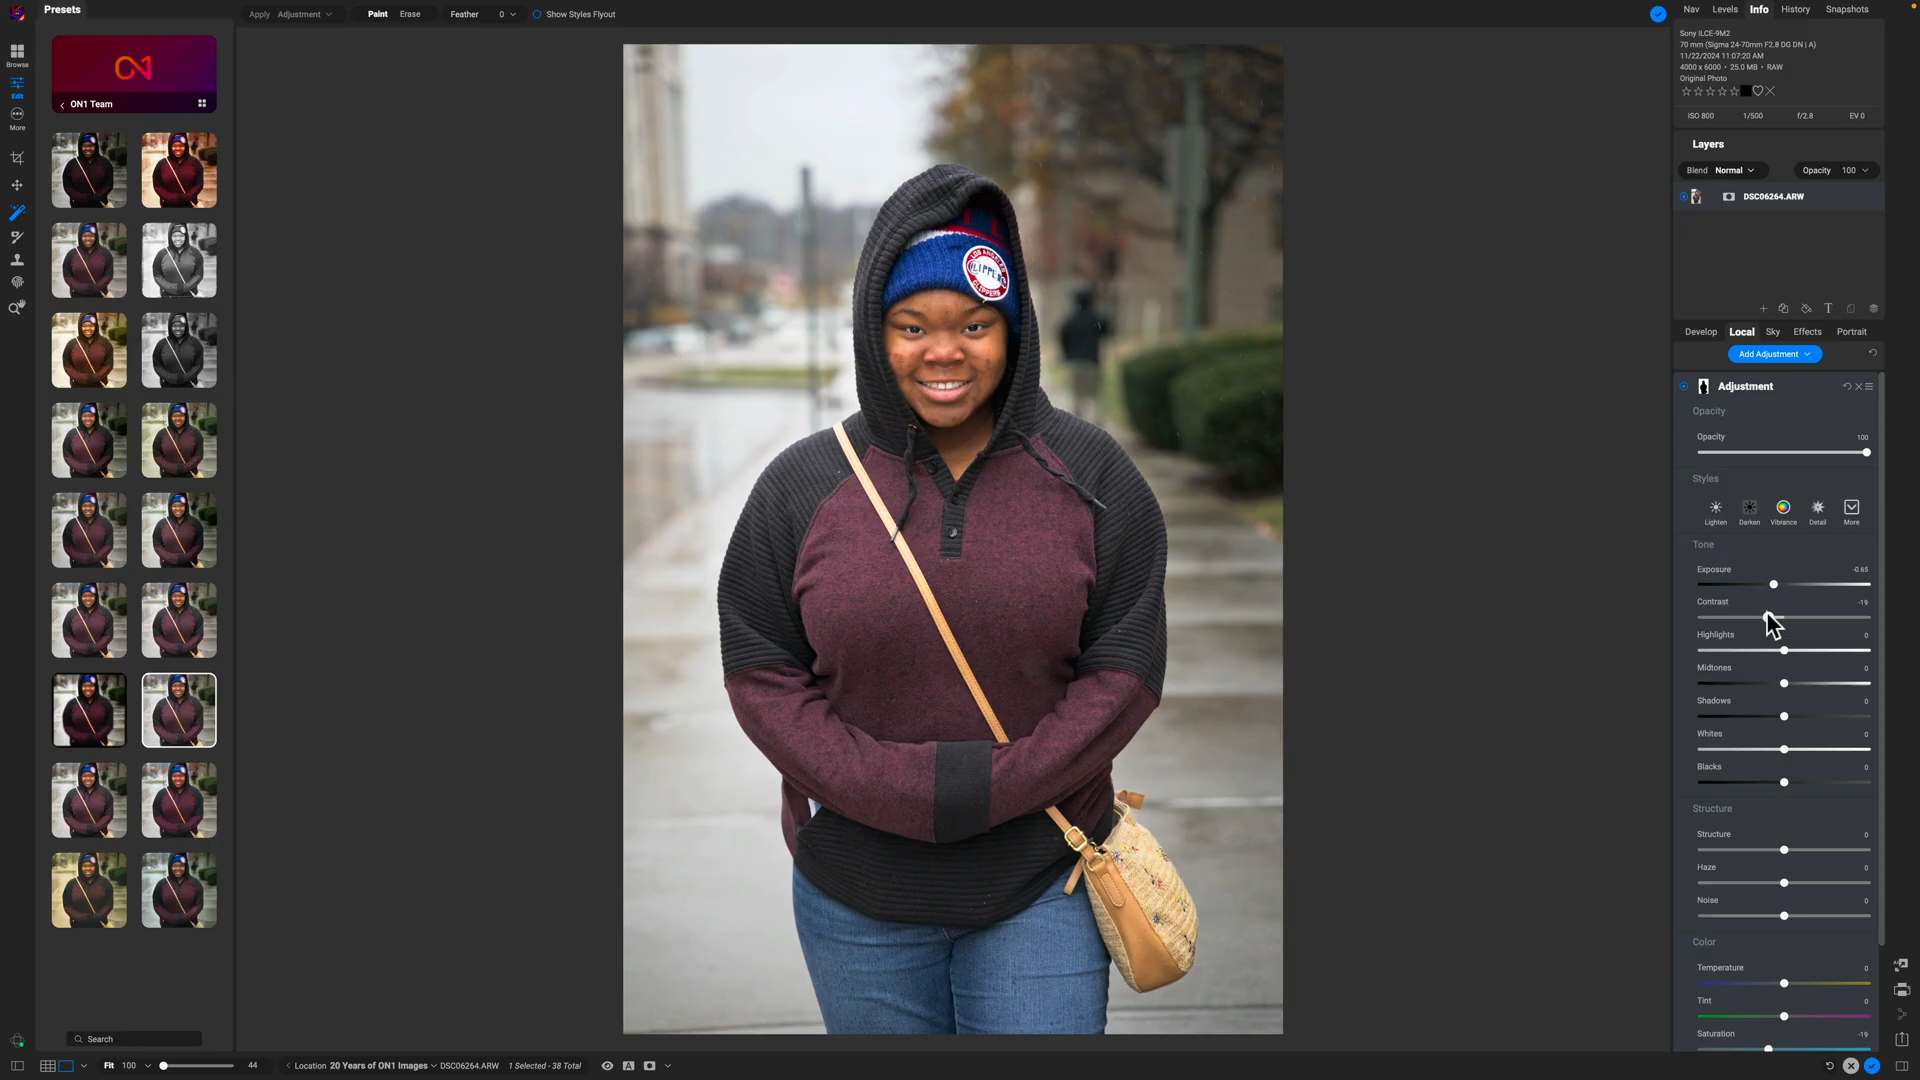 Presets
Apply Adjustment Paint Erase Feather 0 Show Styles Flyout
Nav Levels Info History Snapshots
Browse
Edit
More
ON1 Team
Sony ILCE-9M2
70 mm (Sigma 24-70mm F2.8 DG DN | A)
11/22/2024 11:07:20 AM
4000 x 6000 • 25.0 MB • RAW
Original Photo
ISO 800 1/500 f/2.8 EV 0
Layers
Blend Normal Opacity 100
DSC06264.ARW
Develop Local Sky Effects Portrait
Add Adjustment
Adjustment
Opacity
Opacity 100
Styles
Lighten Darken Vibrance Detail More
Tone
Exposure -0.65
Contrast -19
Highlights 0
Midtones 0
Shadows 0
Whites 0
Blacks 0
Structure
Structure 0
Haze 0
Noise 0
Color
Temperature 0
Tint 0
Saturation -19
LOS ANGELES
CLIPPERS
Search
Fit 100 44 Location 20 Years of ON1 Images DSC06264.ARW 1 Selected - 38 Total A